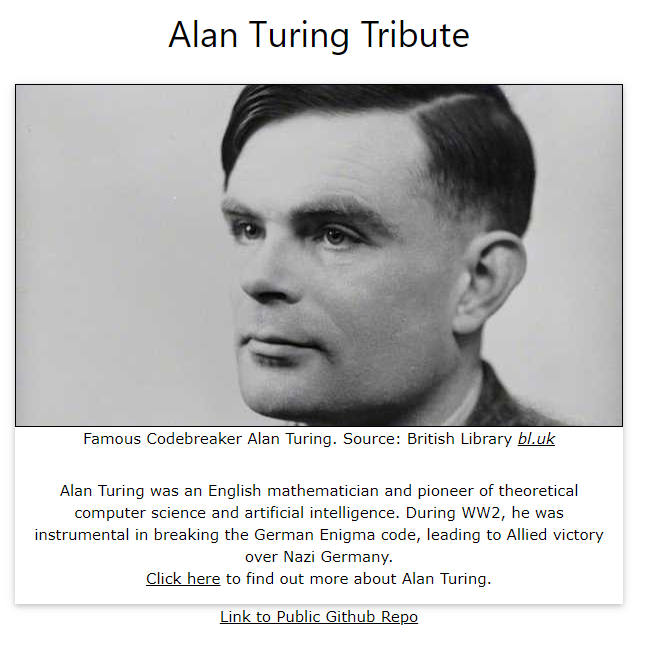 Alan Turing Tribute
Famous Codebreaker Alan Turing. Source: British Library bl.uk
Alan Turing was an English mathematician and pioneer of theoretical
computer science and artificial intelligence. During WW2, he was
instrumental in breaking the German Enigma code, leading to Allied victory
over Nazi Germany.
Click here to find out more about Alan Turing.
Link to Public Github Repo